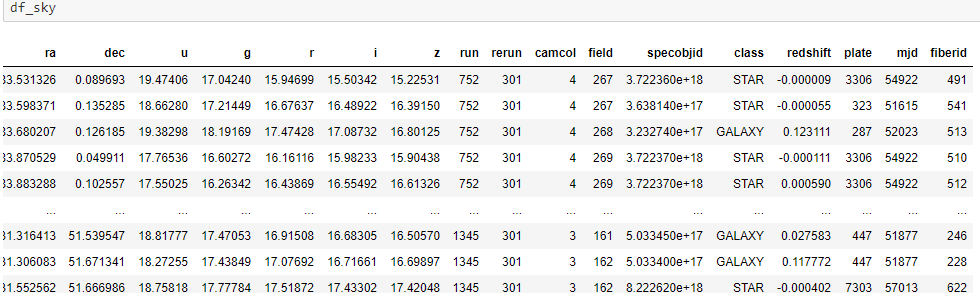 df_sky
ra dec u g r i z run rerun camcol field specobjid class redshift plate mjd fiberid
33.531326 0.089693 19.47406 17.04240 15.94699 15.50342 15.22531 752 301 4 267 3.722360e+18 STAR -0.000009 3306 54922 491
33.598371 0.135285 18.66280 17.21449 16.67637 16.48922 16.39150 752 301 4 267 3.638140e+17 STAR -0.000055 323 51615 541
33.680207 0.126185 19.38298 18.19169 17.47428 17.08732 16.80125 752 301 4 268 3.232740e+17 GALAXY 0.123111 287 52023 513
33.870529 0.049911 17.76536 16.60272 16.16116 15.98233 15.90438 752 301 4 269 3.722370e+18 STAR -0.000111 3306 54922 510
33.883288 0.102557 17.55025 16.26342 16.43869 16.55492 16.61326 752 301 4 269 3.722370e+18 STAR 0.000590 3306 54922 512
... ... ... ... ... ... ... ... ... ... ... ... ... ... ... ... ...
31.316413 51.539547 18.81777 17.47053 16.91508 16.68305 16.50570 1345 301 3 161 5.033450e+17 GALAXY 0.027583 447 51877 246
31.306083 51.671341 18.27255 17.43849 17.07692 16.71661 16.69897 1345 301 3 162 5.033400e+17 GALAXY 0.117772 447 51877 228
31.552562 51.666986 18.75818 17.77784 17.51872 17.43302 17.42048 1345 301 3 162 8.222620e+18 STAR -0.000402 7303 57013 622